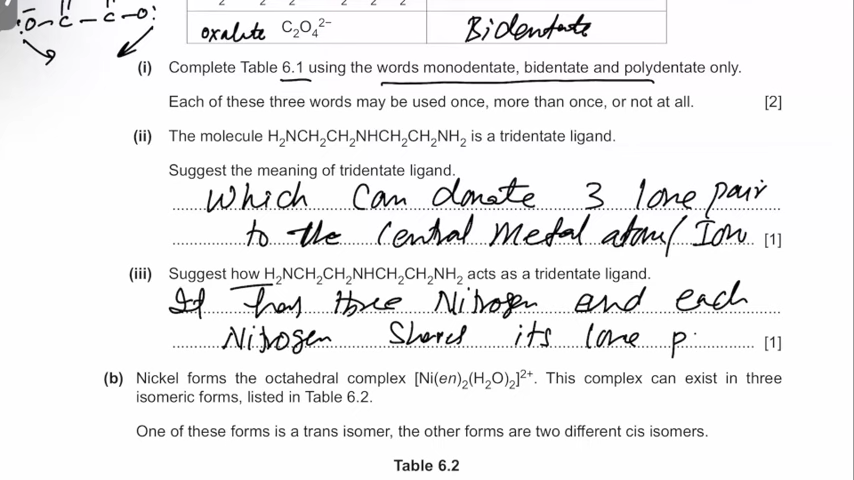 :Ō – C – C – O:
oxalate C₂O₄²⁻ Bidentate
(i) Complete Table 6.1 using the words monodentate, bidentate and polydentate only.
Each of these three words may be used once, more than once, or not at all. [2]
(ii) The molecule H₂NCH₂CH₂NHCH₂CH₂NH₂ is a tridentate ligand.
Suggest the meaning of tridentate ligand.
which can donate 3 lone pair
to the central metal atom/Ion [1]
(iii) Suggest how H₂NCH₂CH₂NHCH₂CH₂NH₂ acts as a tridentate ligand.
It has three Nitrogen and each
Nitrogen Shares its lone p. [1]
(b) Nickel forms the octahedral complex [Ni(en)₂(H₂O)₂]²⁺. This complex can exist in three
isomeric forms, listed in Table 6.2.
One of these forms is a trans isomer, the other forms are two different cis isomers.
Table 6.2